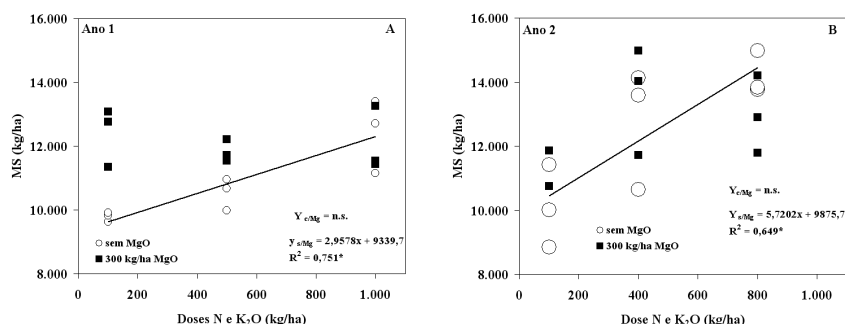 Ano 1
A
16.000
14.000
12.000
10.000
8.000
MS (kg/ha)
0
200
400
600
800
1.000
Doses N e K2O (kg/ha)
sem MgO
300 kg/ha MgO
Y c/Mg = n.s.
y s/Mg = 2,9578x + 9339,7
R2 = 0,751*
Ano 2
B
16.000
14.000
12.000
10.000
8.000
MS (kg/ha)
0
200
400
600
800
1.000
Dose N e K2O (kg/ha)
sem MgO
300 kg/ha MgO
Y c/Mg = n.s.
Y s/Mg = 5,7202x + 9875,7
R2 = 0,649*